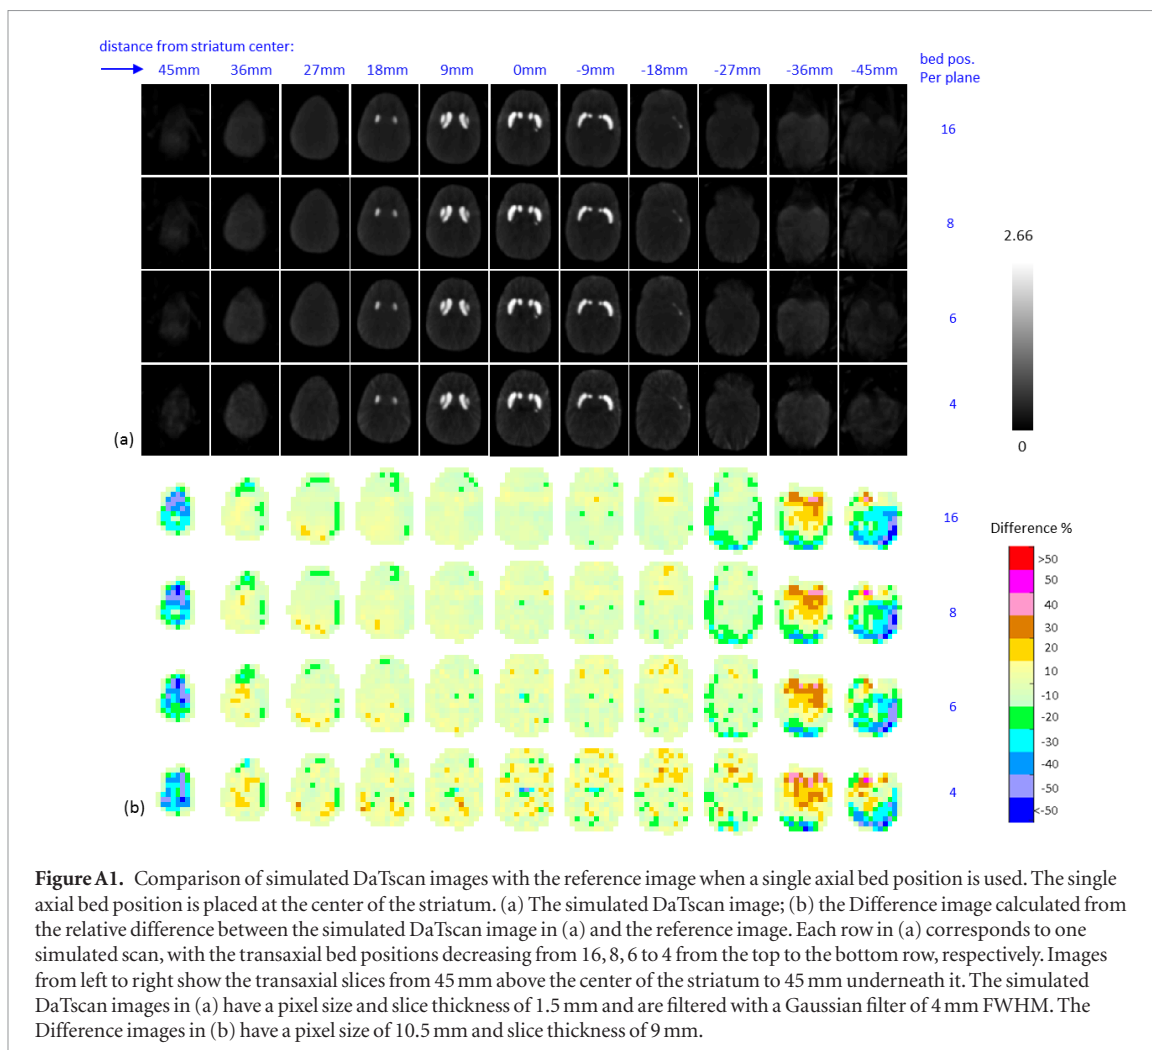 distance from striatum center:
45mm 36mm 27mm 18mm 9mm 0mm -9mm -18mm -27mm -36mm -45mm
bed pos.
Per plane
16
8
2.66
6
4
0
(a)
16
Difference %
>50
50
8
40
30
20
10
-10
6
-20
-30
-40
4
-50
<-50
(b)
Figure A1. Comparison of simulated DaTscan images with the reference image when a single axial bed position is used. The single
axial bed position is placed at the center of the striatum. (a) The simulated DaTscan image; (b) the Difference image calculated from
the relative difference between the simulated DaTscan image in (a) and the reference image. Each row in (a) corresponds to one
simulated scan, with the transaxial bed positions decreasing from 16, 8, 6 to 4 from the top to the bottom row, respectively. Images
from left to right show the transaxial slices from 45 mm above the center of the striatum to 45 mm underneath it. The simulated
DaTscan images in (a) have a pixel size and slice thickness of 1.5 mm and are filtered with a Gaussian filter of 4 mm FWHM. The
Difference images in (b) have a pixel size of 10.5 mm and slice thickness of 9 mm.